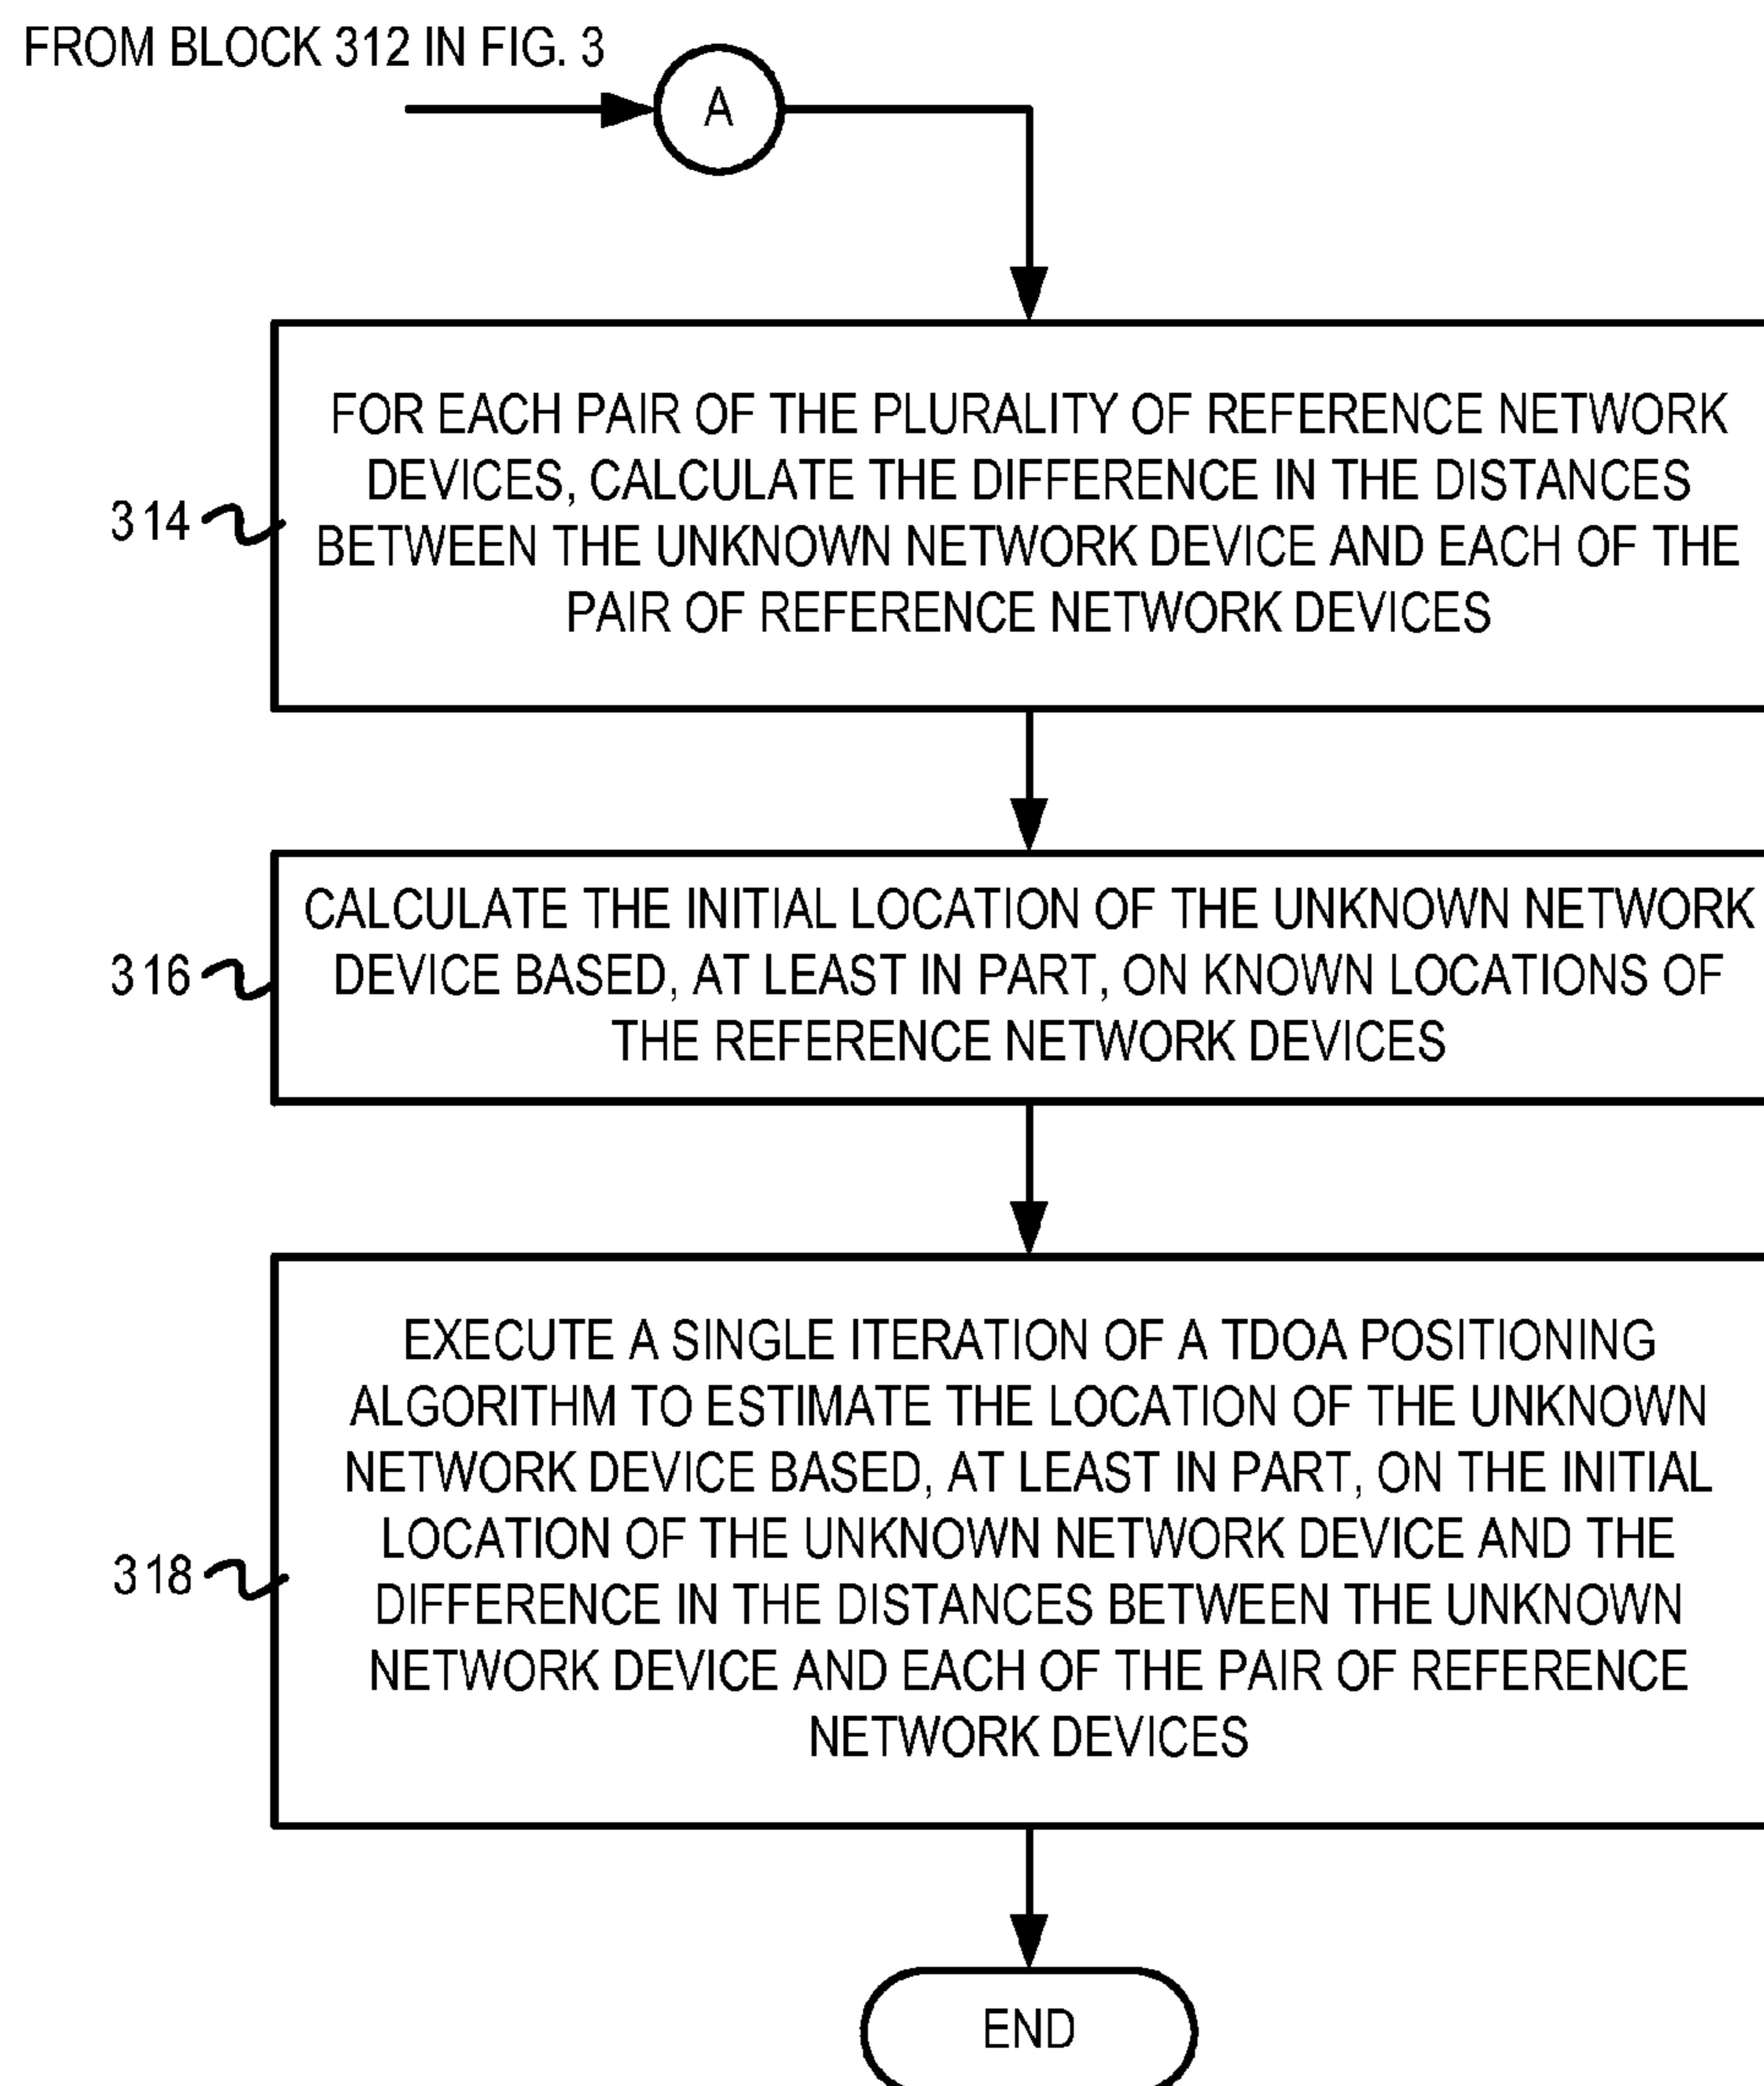 FROM BLOCK 312 IN FIG. 3
A
FOR EACH PAIR OF THE PLURALITY OF REFERENCE NETWORK
DEVICES, CALCULATE THE DIFFERENCE IN THE DISTANCES
BETWEEN THE UNKNOWN NETWORK DEVICE AND EACH OF THE
PAIR OF REFERENCE NETWORK DEVICES
314
CALCULATE THE INITIAL LOCATION OF THE UNKNOWN NETWORK
DEVICE BASED, AT LEAST IN PART, ON KNOWN LOCATIONS OF
THE REFERENCE NETWORK DEVICES
316
EXECUTE A SINGLE ITERATION OF A TDOA POSITIONING
ALGORITHM TO ESTIMATE THE LOCATION OF THE UNKNOWN
NETWORK DEVICE BASED, AT LEAST IN PART, ON THE INITIAL
LOCATION OF THE UNKNOWN NETWORK DEVICE AND THE
DIFFERENCE IN THE DISTANCES BETWEEN THE UNKNOWN
NETWORK DEVICE AND EACH OF THE PAIR OF REFERENCE
NETWORK DEVICES
318
END